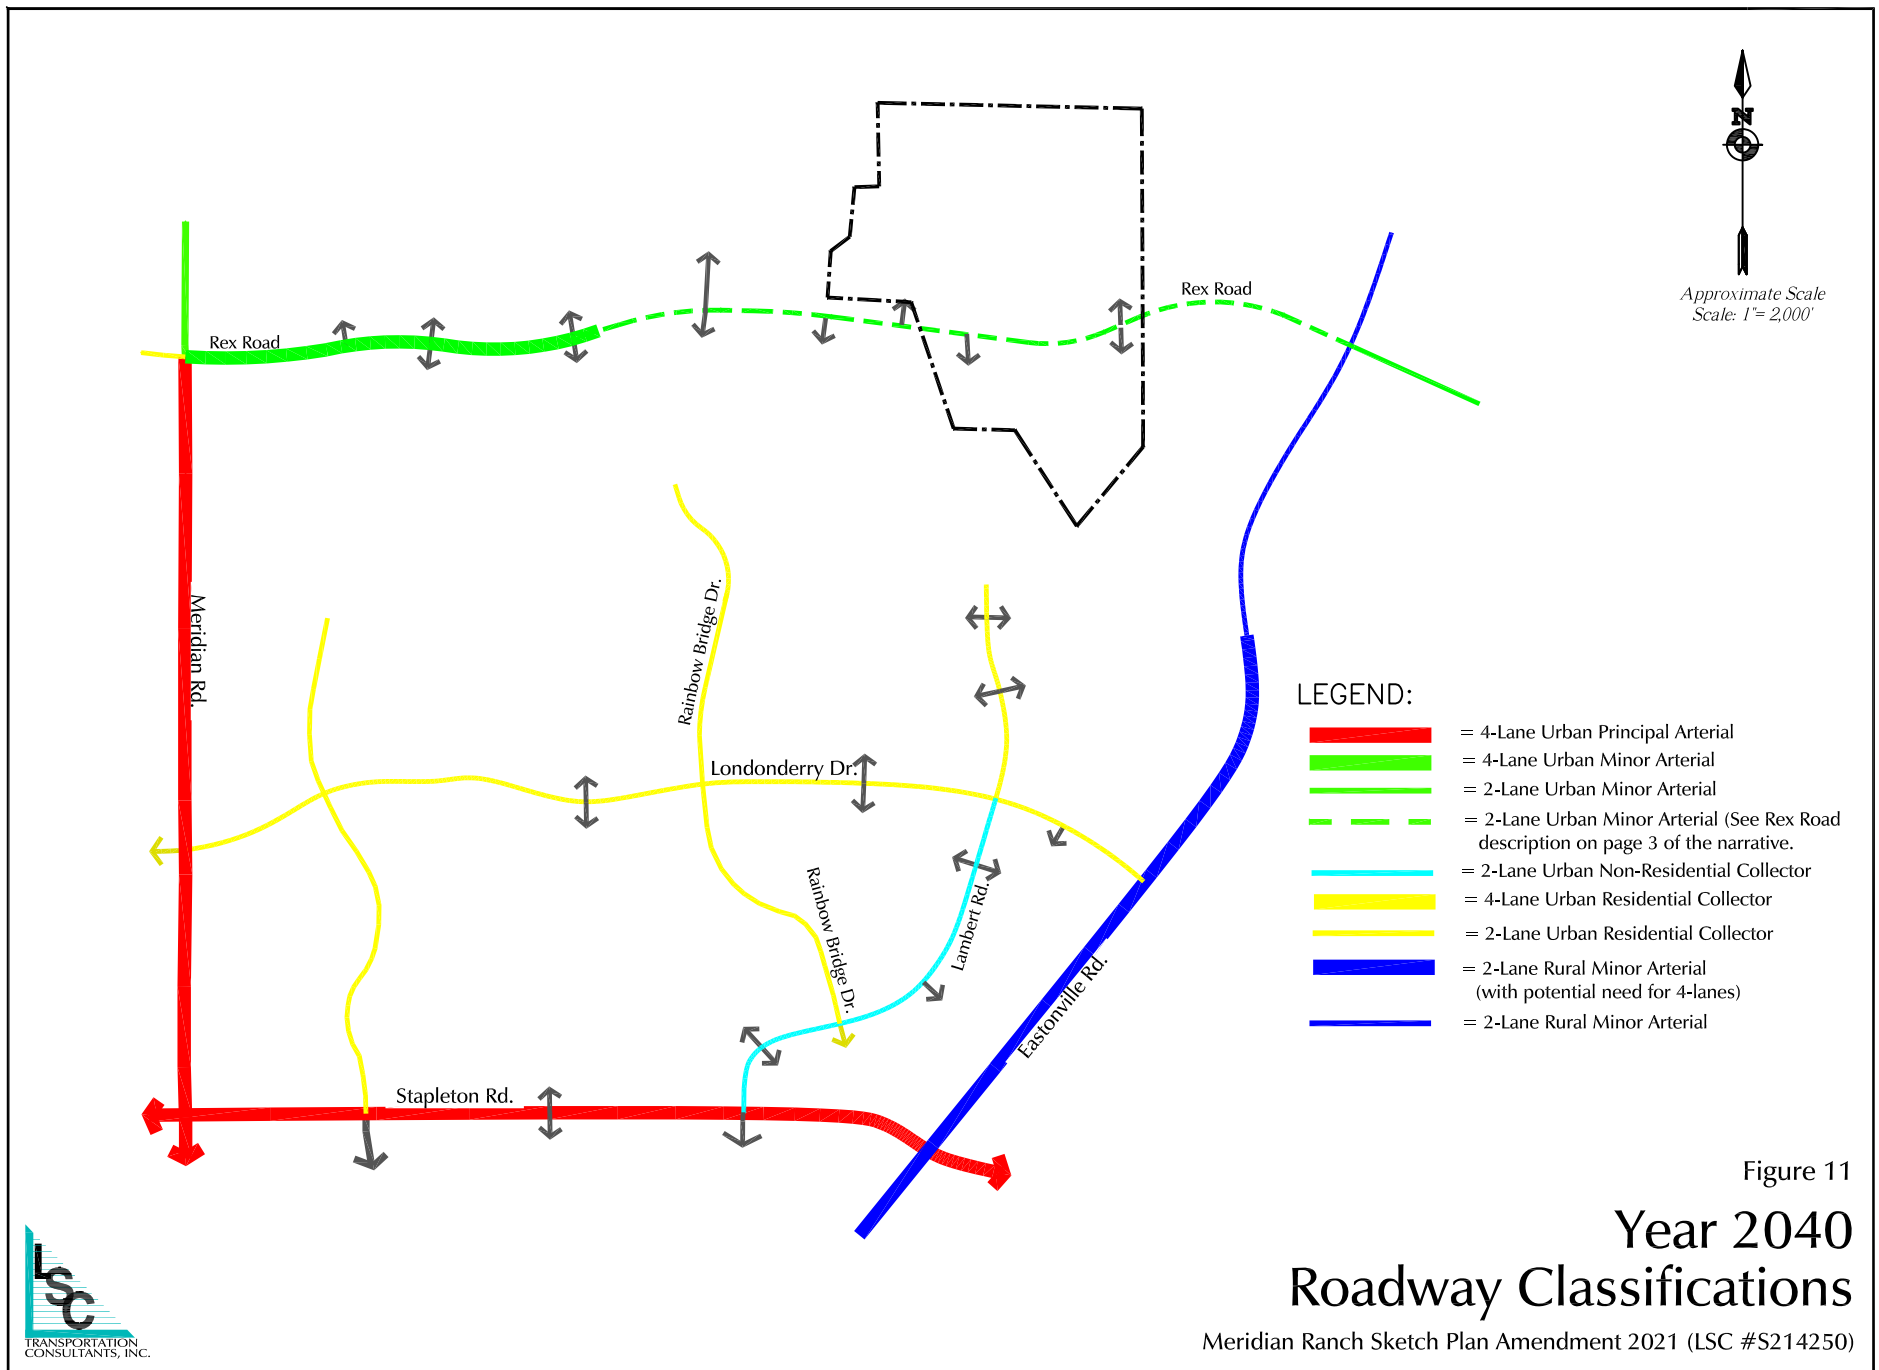 N
Approximate Scale
Scale: 1"= 2,000'
Rex Road
Rex Road
Meridian Rd.
Rainbow Bridge Dr.
Londonderry Dr.
Rainbow Bridge Dr.
Lambert Rd.
Eastonville Rd.
Stapleton Rd.
LEGEND:
= 4-Lane Urban Principal Arterial
= 4-Lane Urban Minor Arterial
= 2-Lane Urban Minor Arterial
= 2-Lane Urban Minor Arterial (See Rex Road
description on page 3 of the narrative.
= 2-Lane Urban Non-Residential Collector
= 4-Lane Urban Residential Collector
= 2-Lane Urban Residential Collector
= 2-Lane Rural Minor Arterial
(with potential need for 4-lanes)
= 2-Lane Rural Minor Arterial
Figure 11
Year 2040
Roadway Classifications
Meridian Ranch Sketch Plan Amendment 2021 (LSC #S214250)
LSC
TRANSPORTATION
CONSULTANTS, INC.